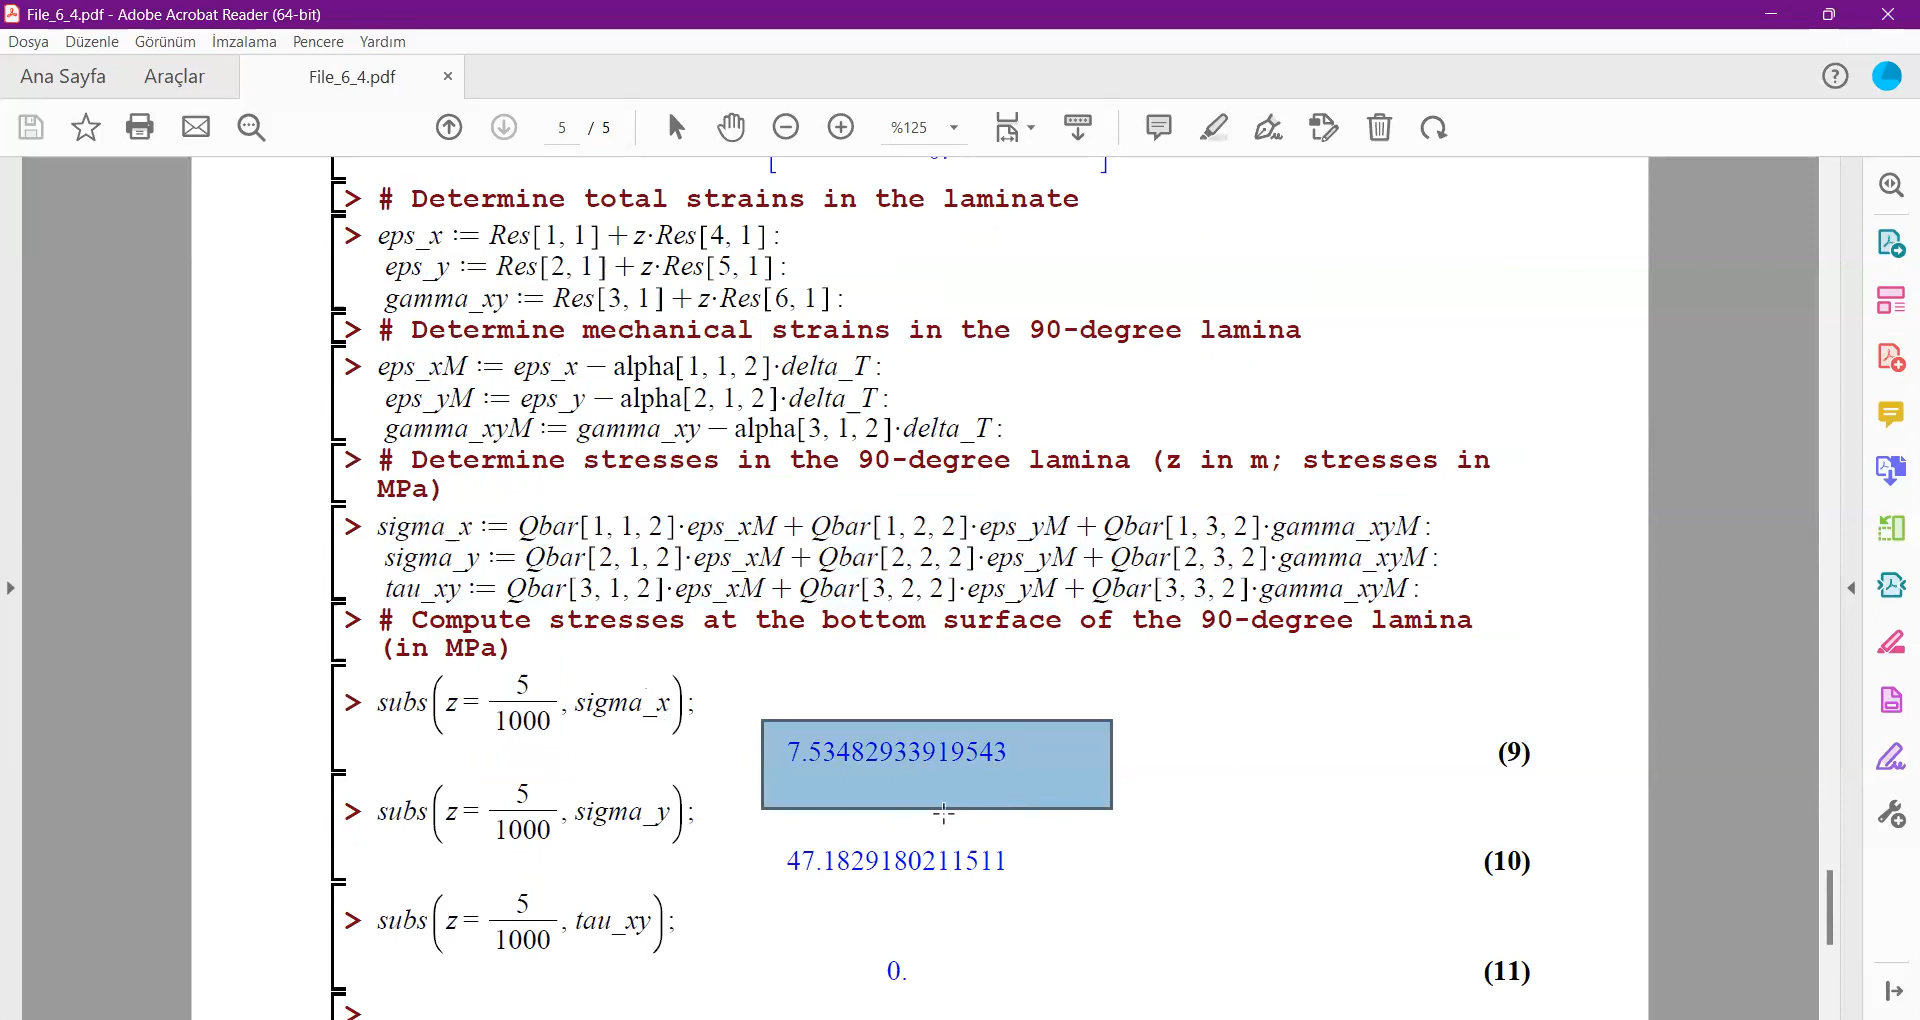 File_6_4.pdf - Adobe Acrobat Reader (64-bit)
Dosya Düzenle Görünüm İmzalama Pencere Yardım
Ana Sayfa Araçlar File_6_4.pdf ×
5 / 5 %125
> # Determine total strains in the laminate
> eps_x := Res[1, 1] + z·Res[4, 1] :
eps_y := Res[2, 1] + z·Res[5, 1] :
gamma_xy := Res[3, 1] + z·Res[6, 1] :
> # Determine mechanical strains in the 90-degree lamina
> eps_xM := eps_x − alpha[1, 1, 2]·delta_T :
eps_yM := eps_y − alpha[2, 1, 2]·delta_T :
gamma_xyM := gamma_xy − alpha[3, 1, 2]·delta_T :
> # Determine stresses in the 90-degree lamina (z in m; stresses in
MPa)
> sigma_x := Qbar[1, 1, 2]·eps_xM + Qbar[1, 2, 2]·eps_yM + Qbar[1, 3, 2]·gamma_xyM :
sigma_y := Qbar[2, 1, 2]·eps_xM + Qbar[2, 2, 2]·eps_yM + Qbar[2, 3, 2]·gamma_xyM :
tau_xy := Qbar[3, 1, 2]·eps_xM + Qbar[3, 2, 2]·eps_yM + Qbar[3, 3, 2]·gamma_xyM :
> # Compute stresses at the bottom surface of the 90-degree lamina
(in MPa)
> subs(z = 5/1000, sigma_x);
7.53482933919543 (9)
> subs(z = 5/1000, sigma_y);
47.1829180211511 (10)
> subs(z = 5/1000, tau_xy);
0. (11)
>